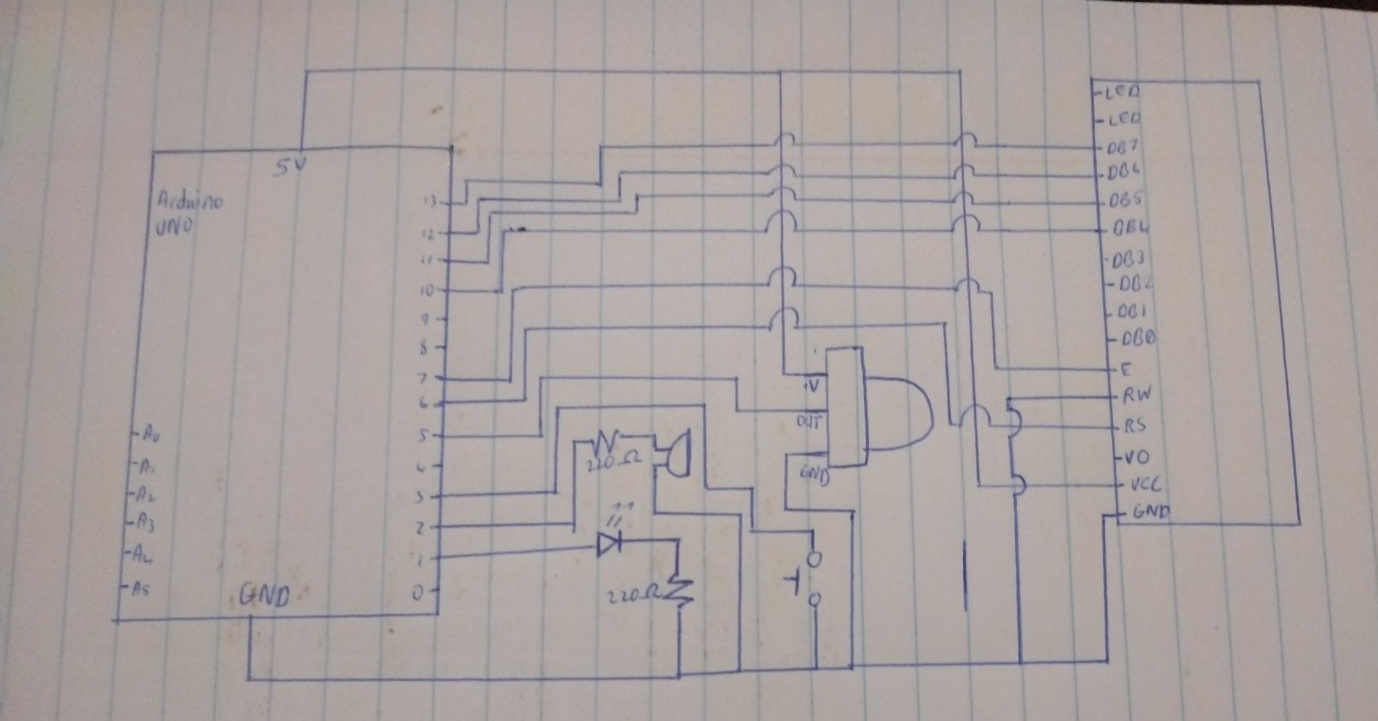 5V
Arduino
UNO
13
12
11
10
9
8
7
6
5
4
3
2
1
0
A0
A1
A2
A3
A4
A5
GND
220Ω
220Ω
+V
OUT
GND
LED
LED
DB7
DB6
DB5
DB4
DB3
DB2
DB1
DB0
E
RW
RS
VO
VCC
GND